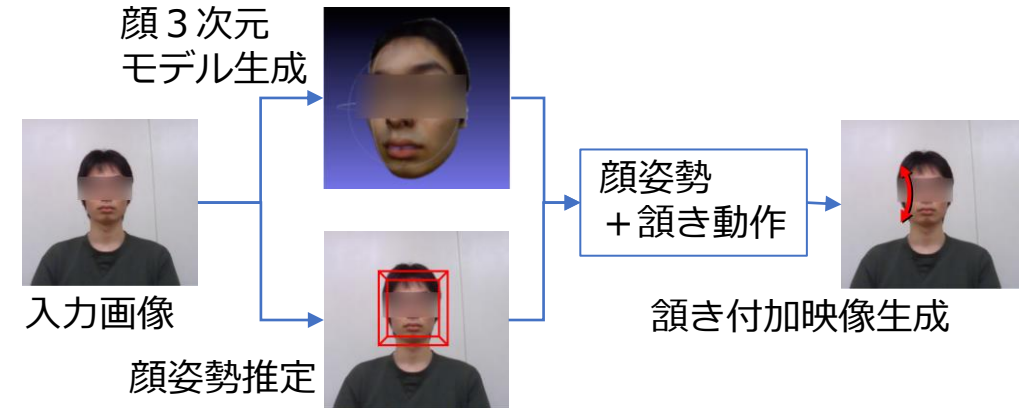 顔３次元
モデル生成
入力画像
顔姿勢推定
顔姿勢
＋頷き動作
頷き付加映像生成